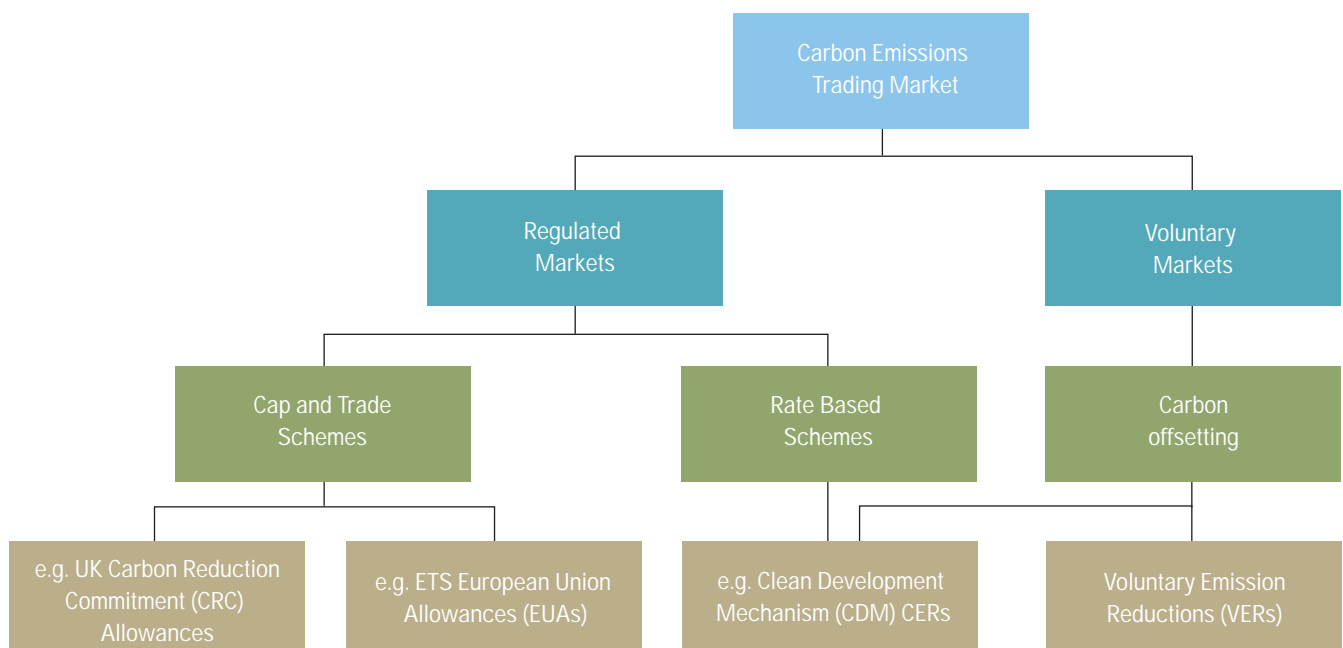 Carbon Emissions
Trading Market
Regulated
Markets
Voluntary
Markets
Cap and Trade
Schemes
Rate Based
Schemes
Carbon
offsetting
e.g. UK Carbon Reduction
Commitment (CRC)
Allowances
e.g. ETS European Union
Allowances (EUAs)
e.g. Clean Development
Mechanism (CDM) CERs
Voluntary Emission
Reductions (VERs)